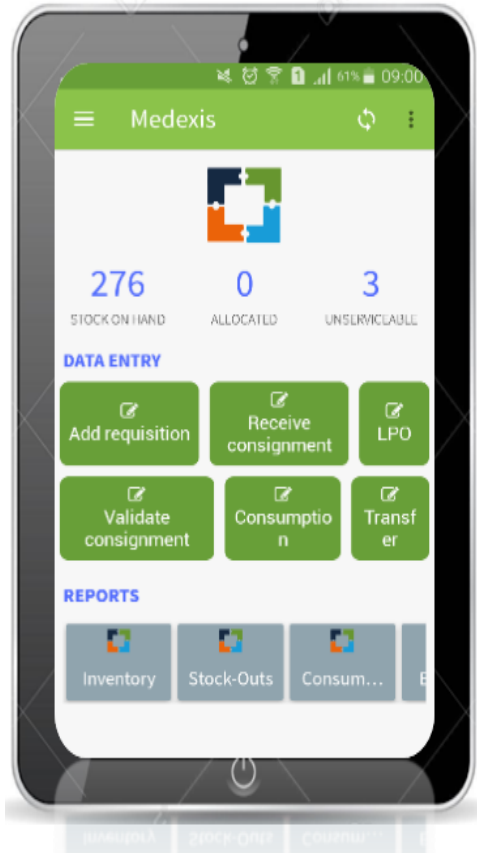 61% 09:00
Medexis
276 0 3
STOCK ON HAND ALLOCATED UNSERVICEABLE
DATA ENTRY
Add requisition
Receive
consignment
LPO
Validate
consignment
Consumptio
n
Transf
er
REPORTS
Inventory Stock-Outs Consum...